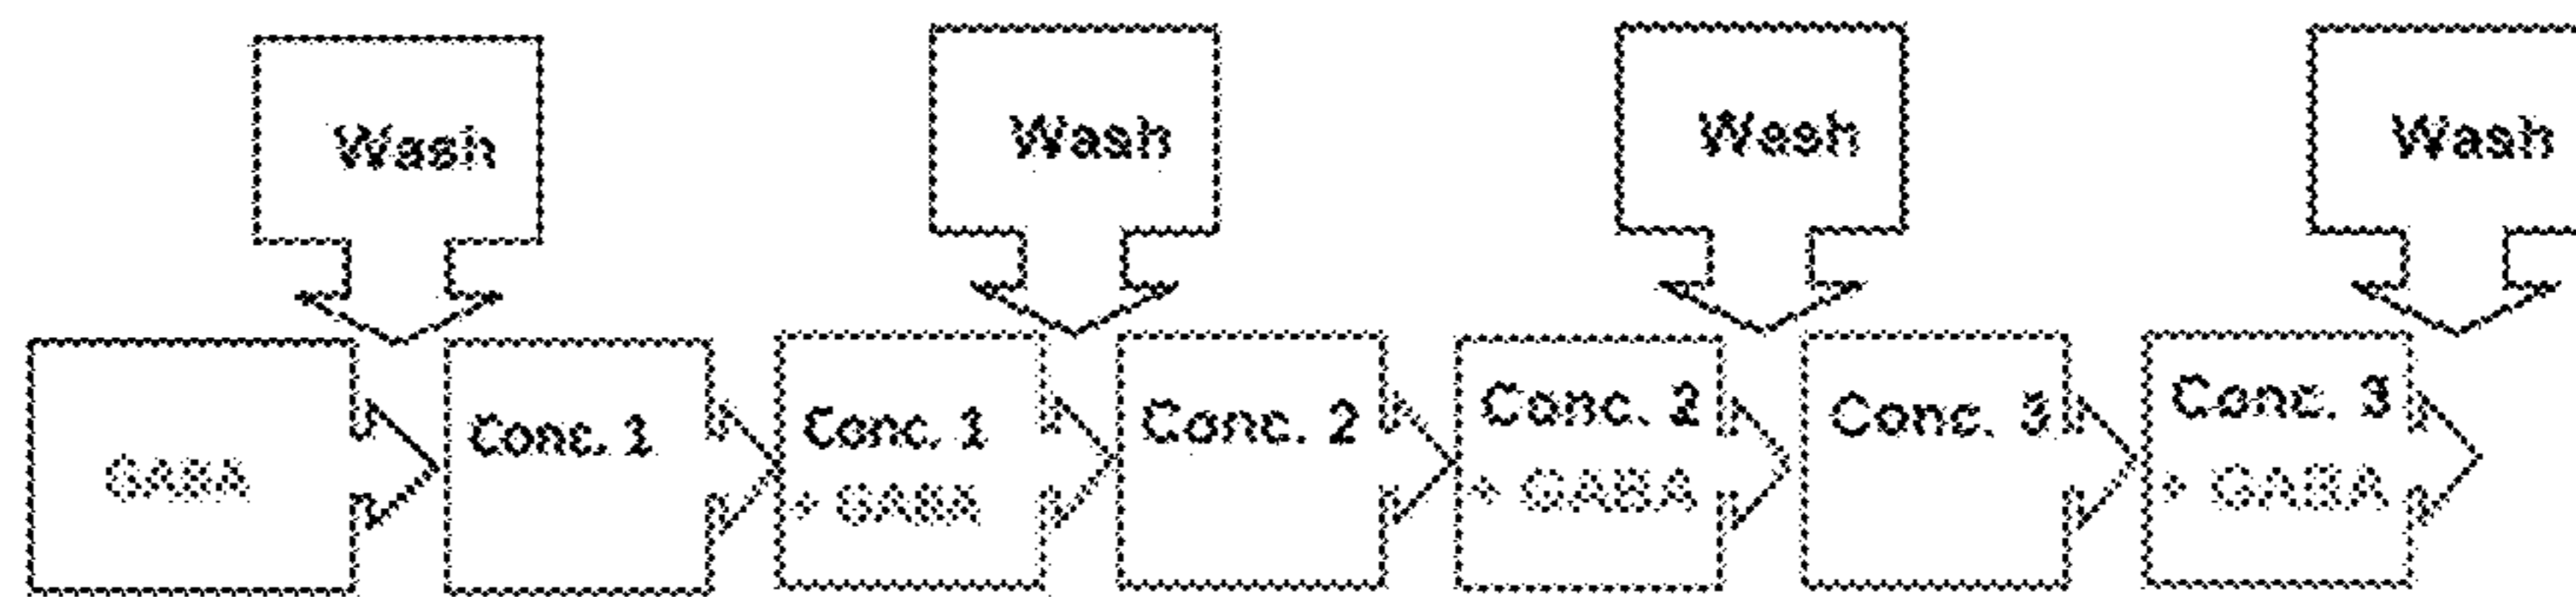 Wash
Wash
Wash
Wash
GABA
Conc. 1
Conc. 1
+ GABA
Conc. 2
Conc. 2
+ GABA
Conc. 3
Conc. 3
+ GABA